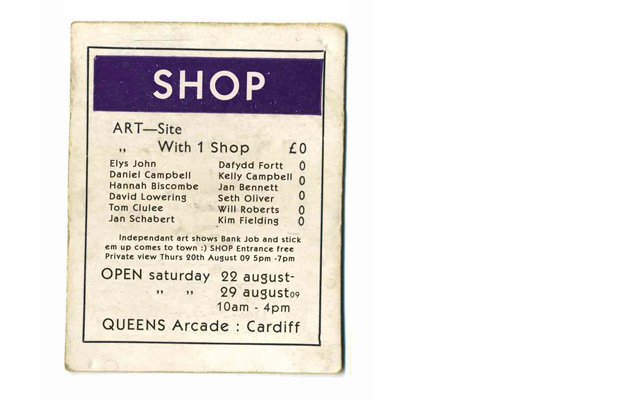 SHOP
ART—Site
,, With 1 Shop £0
Elys John Dafydd Fortt 0
Daniel Campbell Kelly Campbell 0
Hannah Biscombe Jan Bennett 0
David Lowering Seth Oliver 0
Tom Clulee Will Roberts 0
Jan Schabert Kim Fielding 0
Independant art shows Bank Job and stick
em up comes to town :) SHOP Entrance free
Private view Thurs 20th August 09 5pm -7pm
OPEN saturday 22 august-
,, ,, 29 august09
10am - 4pm
QUEENS Arcade : Cardiff